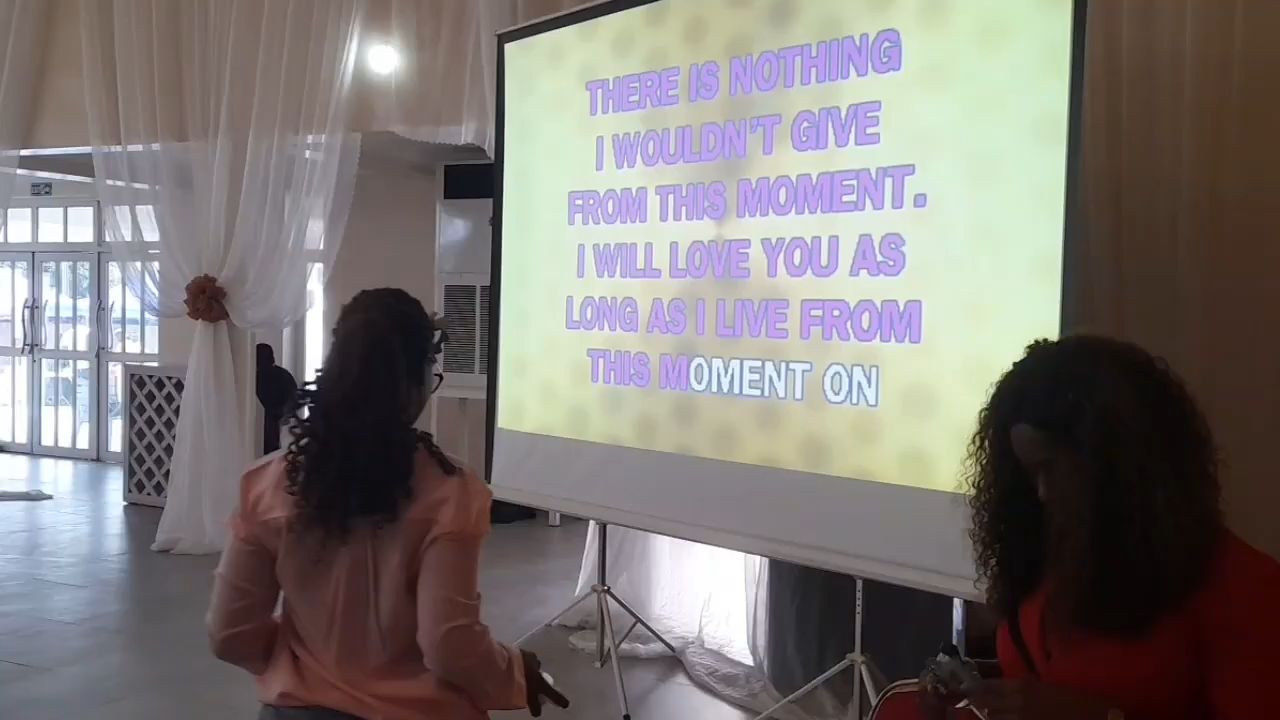 THERE IS NOTHING
I WOULDN'T GIVE
FROM THIS MOMENT.
I WILL LOVE YOU AS
LONG AS I LIVE FROM
THIS MOMENT ON